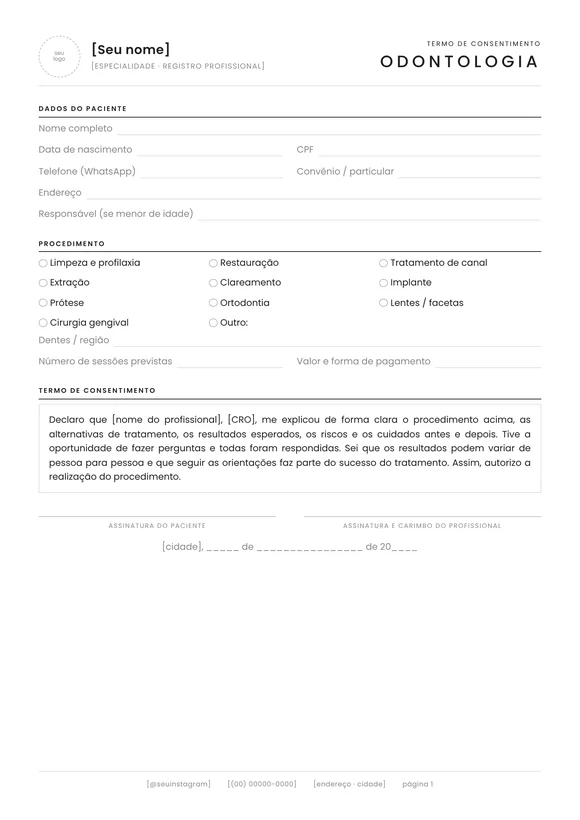 seu
logo
[Seu nome]
[ESPECIALIDADE · REGISTRO PROFISSIONAL]
TERMO DE CONSENTIMENTO
ODONTOLOGIA
DADOS DO PACIENTE
Nome completo
Data de nascimento CPF
Telefone (WhatsApp) Convênio / particular
Endereço
Responsável (se menor de idade)
PROCEDIMENTO
Limpeza e profilaxia Restauração Tratamento de canal
Extração Clareamento Implante
Prótese Ortodontia Lentes / facetas
Cirurgia gengival Outro:
Dentes / região
Número de sessões previstas Valor e forma de pagamento
TERMO DE CONSENTIMENTO
Declaro que [nome do profissional], [CRO], me explicou de forma clara o procedimento acima, as
alternativas de tratamento, os resultados esperados, os riscos e os cuidados antes e depois. Tive a
oportunidade de fazer perguntas e todas foram respondidas. Sei que os resultados podem variar de
pessoa para pessoa e que seguir as orientações faz parte do sucesso do tratamento. Assim, autorizo a
realização do procedimento.
ASSINATURA DO PACIENTE ASSINATURA E CARIMBO DO PROFISSIONAL
[cidade], _____ de ________________ de 20____
[@seuinstagram] [(00) 00000-0000] [endereço · cidade] página 1